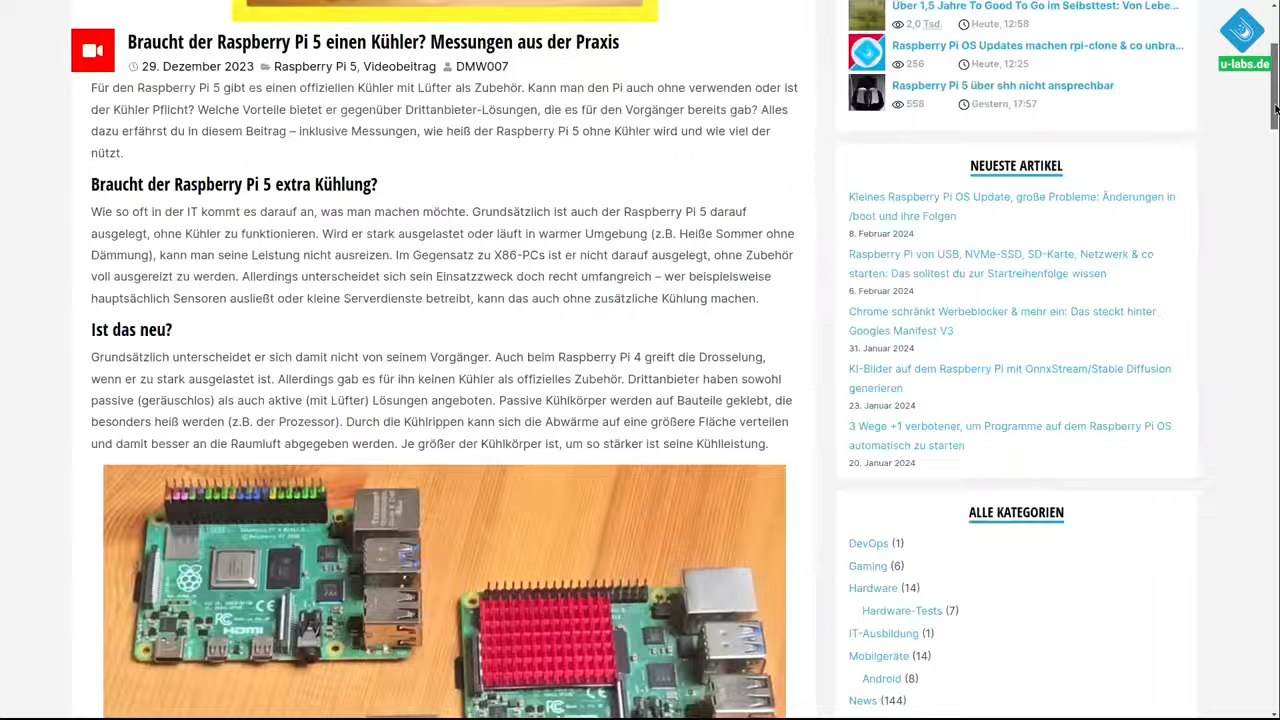 Braucht der Raspberry Pi 5 einen Kühler? Messungen aus der Praxis
29. Dezember 2023 Raspberry Pi 5, Videobeitrag DMW007
Für den Raspberry Pi 5 gibt es einen offiziellen Kühler mit Lüfter als Zubehör. Kann man den Pi auch ohne verwenden oder ist
der Kühler Pflicht? Welche Vorteile bietet er gegenüber Drittanbieter-Lösungen, die es für den Vorgänger bereits gab? Alles
dazu erfährst du in diesem Beitrag – inklusive Messungen, wie heiß der Raspberry Pi 5 ohne Kühler wird und wie viel der
nützt.
Braucht der Raspberry Pi 5 extra Kühlung?
Wie so oft in der IT kommt es darauf an, was man machen möchte. Grundsätzlich ist auch der Raspberry Pi 5 darauf
ausgelegt, ohne Kühler zu funktionieren. Wird er stark ausgelastet oder läuft in warmer Umgebung (z.B. Heiße Sommer ohne
Dämmung), kann man seine Leistung nicht ausreizen. Im Gegensatz zu X86-PCs ist er nicht darauf ausgelegt, ohne Zubehör
voll ausgereizt zu werden. Allerdings unterscheidet sich sein Einsatzzweck doch recht umfangreich – wer beispielsweise
hauptsächlich Sensoren ausließt oder kleine Serverdienste betreibt, kann das auch ohne zusätzliche Kühlung machen.
Ist das neu?
Grundsätzlich unterscheidet er sich damit nicht von seinem Vorgänger. Auch beim Raspberry Pi 4 greift die Drosselung,
wenn er zu stark ausgelastet ist. Allerdings gab es für ihn keinen Kühler als offizielles Zubehör. Drittanbieter haben sowohl
passive (geräuschlos) als auch aktive (mit Lüfter) Lösungen angeboten. Passive Kühlkörper werden auf Bauteile geklebt, die
besonders heiß werden (z.B. der Prozessor). Durch die Kühlrippen kann sich die Abwärme auf eine größere Fläche verteilen
und damit besser an die Raumluft abgegeben werden. Je größer der Kühlkörper ist, um so stärker ist seine Kühlleistung.
HDMI
Über 1,5 Jahre To Good To Go im Selbsttest: Von Lebe...
2,0 Tsd. Heute, 12:58
Raspberry Pi OS Updates machen rpi-clone & co unbra...
256 Heute, 12:25
Raspberry Pi 5 über shh nicht ansprechbar
558 Gestern, 17:57
NEUESTE ARTIKEL
Kleines Raspberry Pi OS Update, große Probleme: Änderungen in
/boot und ihre Folgen
8. Februar 2024
Raspberry Pi von USB, NVMe-SSD, SD-Karte, Netzwerk & co
starten: Das solltest du zur Startreihenfolge wissen
6. Februar 2024
Chrome schränkt Werbeblocker & mehr ein: Das steckt hinter
Googles Manifest V3
31. Januar 2024
KI-Bilder auf dem Raspberry Pi mit OnnxStream/Stable Diffusion
generieren
23. Januar 2024
3 Wege +1 verbotener, um Programme auf dem Raspberry Pi OS
automatisch zu starten
20. Januar 2024
ALLE KATEGORIEN
DevOps (1)
Gaming (6)
Hardware (14)
Hardware-Tests (7)
IT-Ausbildung (1)
Mobilgeräte (14)
Android (8)
News (144)
u-labs.de